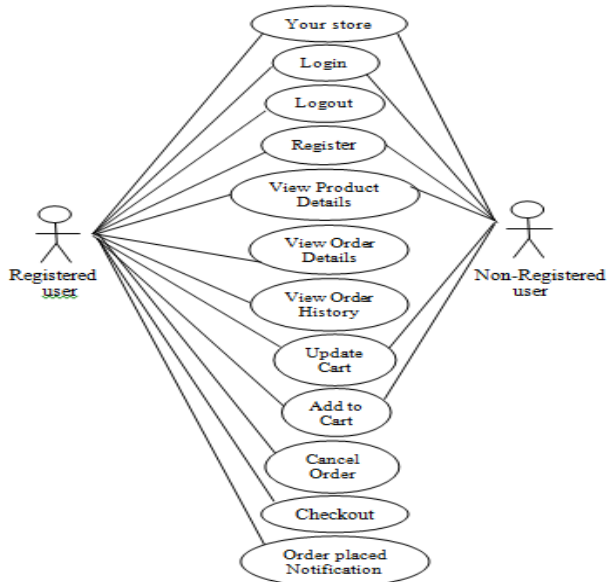 Your store
Login
Logout
Register
View Product
Details
Registered
user
View Order
Details
Non-Registered
user
View Order
History
Update
Cart
Add to
Cart
Cancel
Order
Checkout
Order placed
Notification